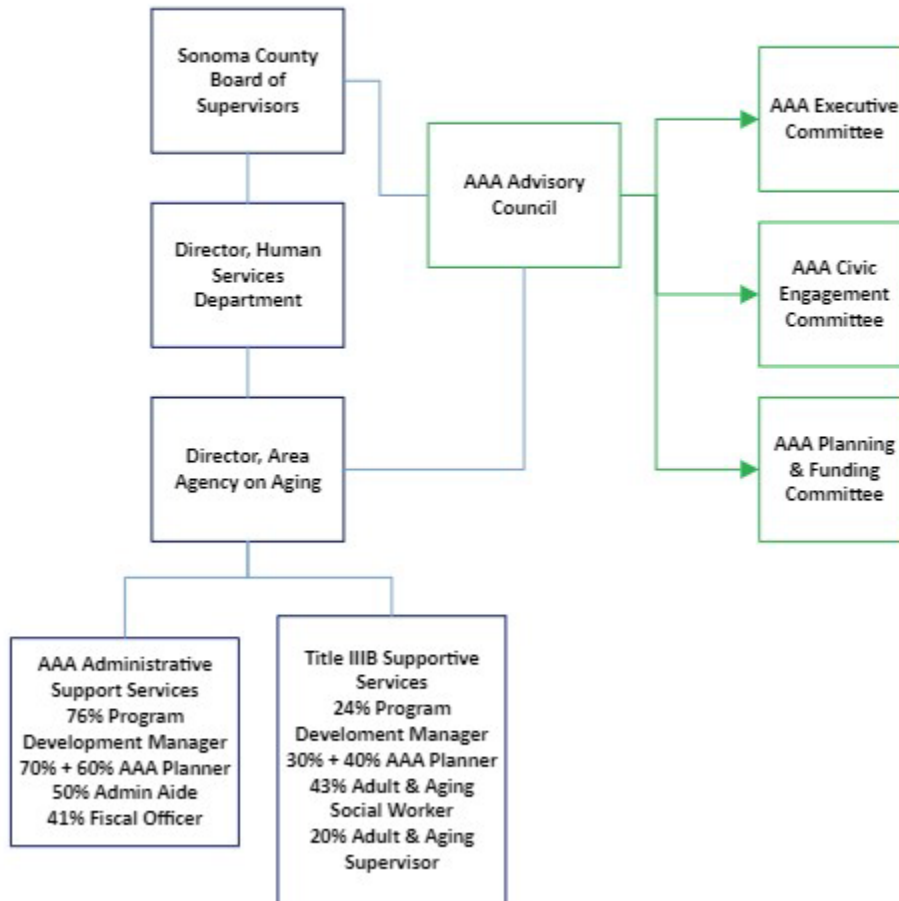 Sonoma County
Board of
Supervisors
AAA Executive
Committee
AAA Advisory
Council
Director, Human
Services
Department
AAA Civic
Engagement
Committee
Director, Area
Agency on Aging
AAA Planning
& Funding
Committee
AAA Administrative
Support Services
76% Program
Development Manager
70% + 60% AAA Planner
50% Admin Aide
41% Fiscal Officer
Title IIIB Supportive
Services
24% Program
Develoment Manager
30% + 40% AAA Planner
43% Adult & Aging
Social Worker
20% Adult & Aging
Supervisor